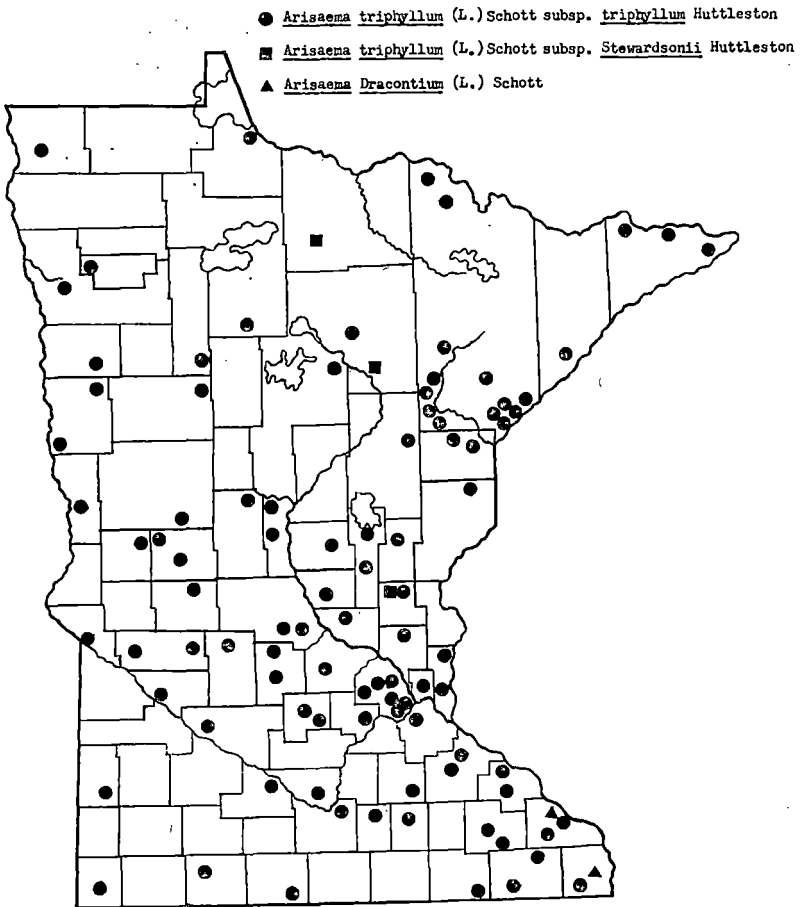 Arisaema triphyllum (L.)Schott subsp. triphyllum Huttleston
Arisaema triphyllum (L.)Schott subsp. Stewardsonii Huttleston
Arisaema Dracontium (L.) Schott